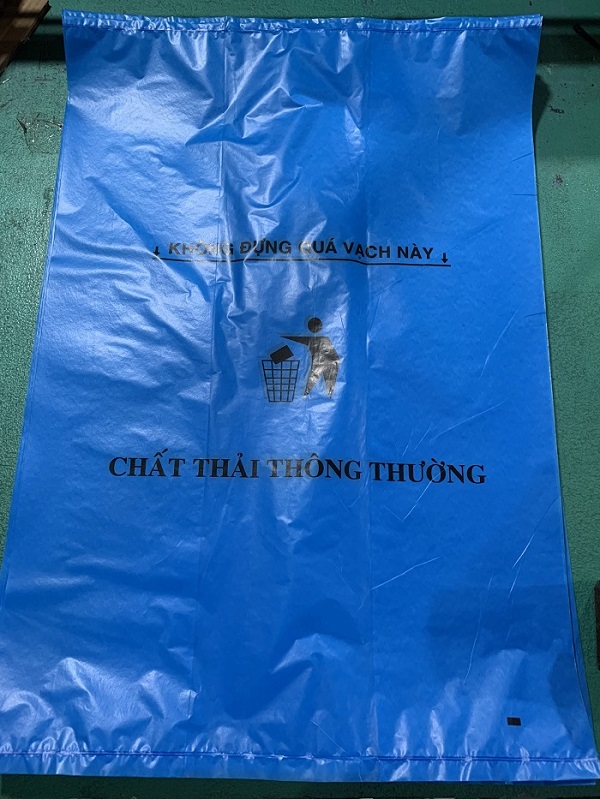 ↓ KHÔNG ĐỰNG QUÁ VẠCH NÀY ↓
CHẤT THẢI THÔNG THƯỜNG